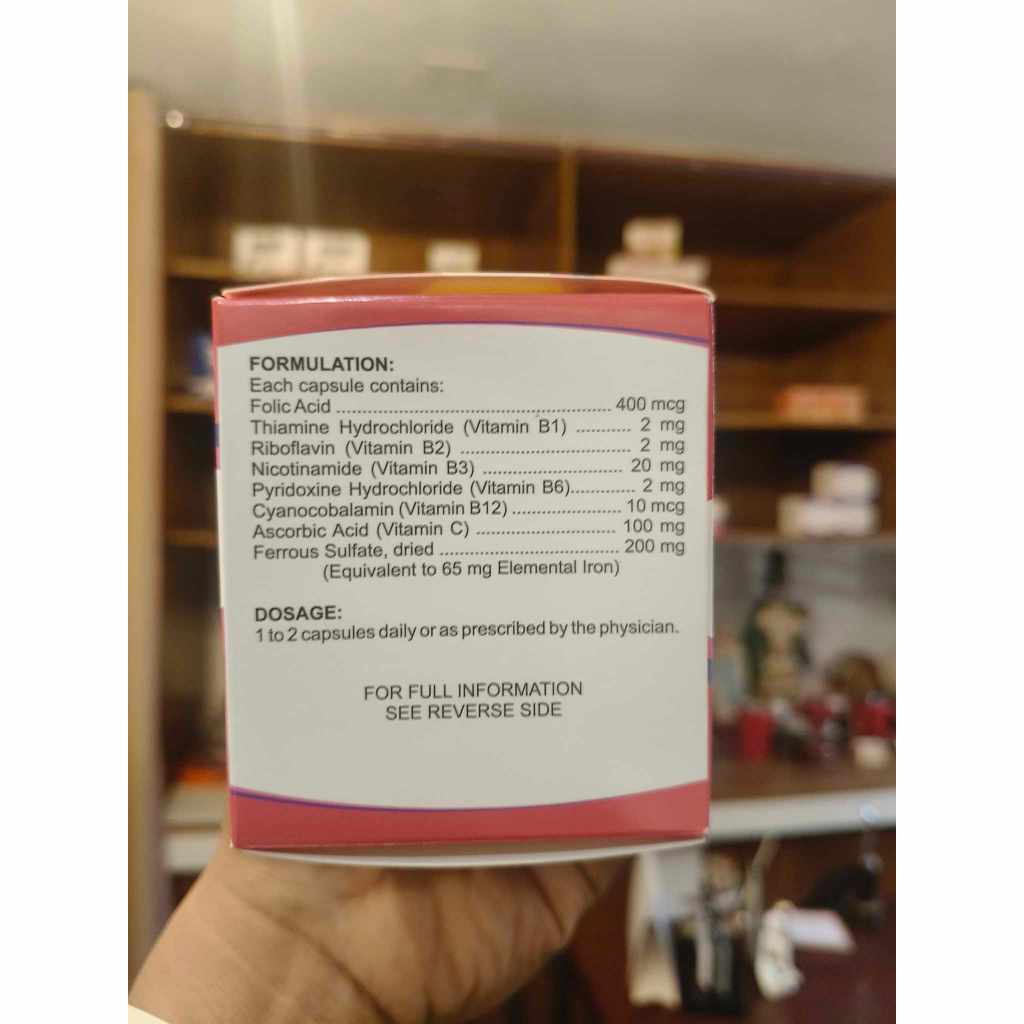 FORMULATION:
Each capsule contains:
Folic Acid ........................................................ 400 mcg
Thiamine Hydrochloride (Vitamin B1) ........... 2 mg
Riboflavin (Vitamin B2) ................................... 2 mg
Nicotinamide (Vitamin B3) ............................ 20 mg
Pyridoxine Hydrochloride (Vitamin B6)............. 2 mg
Cyanocobalamin (Vitamin B12) ...................... 10 mcg
Ascorbic Acid (Vitamin C) ............................ 100 mg
Ferrous Sulfate, dried .................................... 200 mg
(Equivalent to 65 mg Elemental Iron)
DOSAGE:
1 to 2 capsules daily or as prescribed by the physician.
FOR FULL INFORMATION
SEE REVERSE SIDE